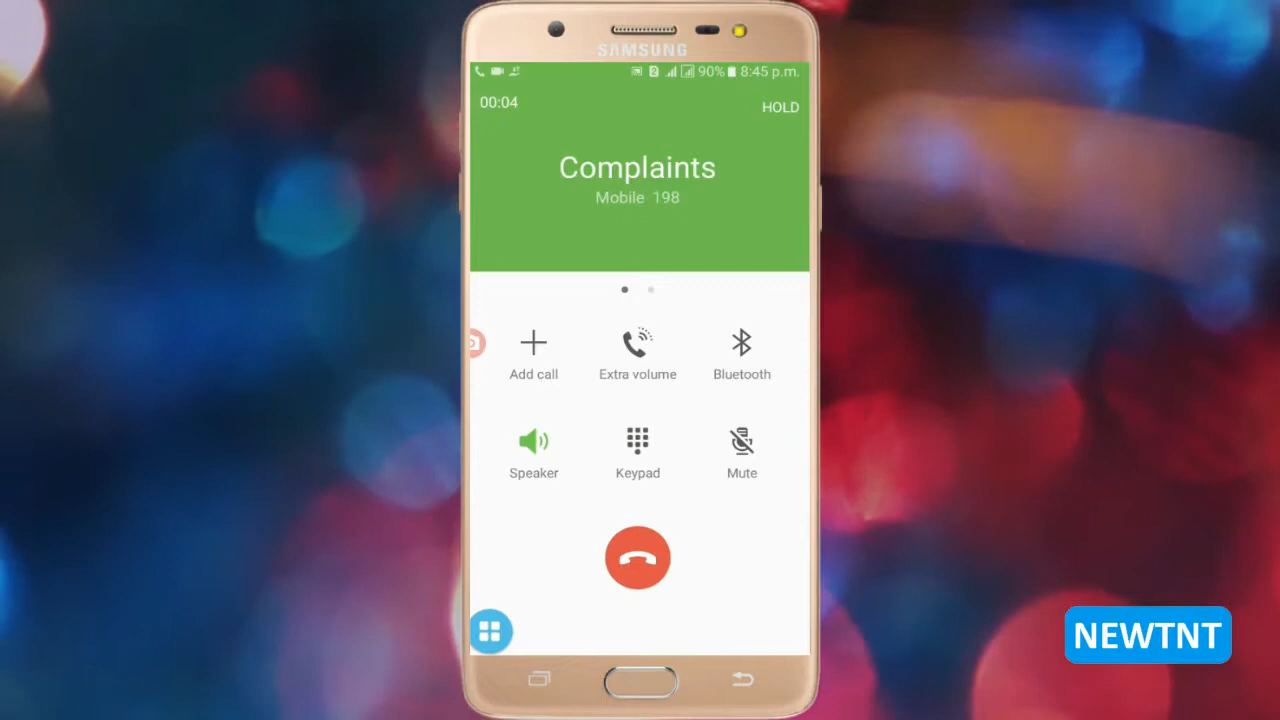 SAMSUNG
90% 8:45 p.m.
00:04
HOLD
Complaints
Mobile 198
Add call
Extra volume
Bluetooth
Speaker
Keypad
Mute
NEWTNT